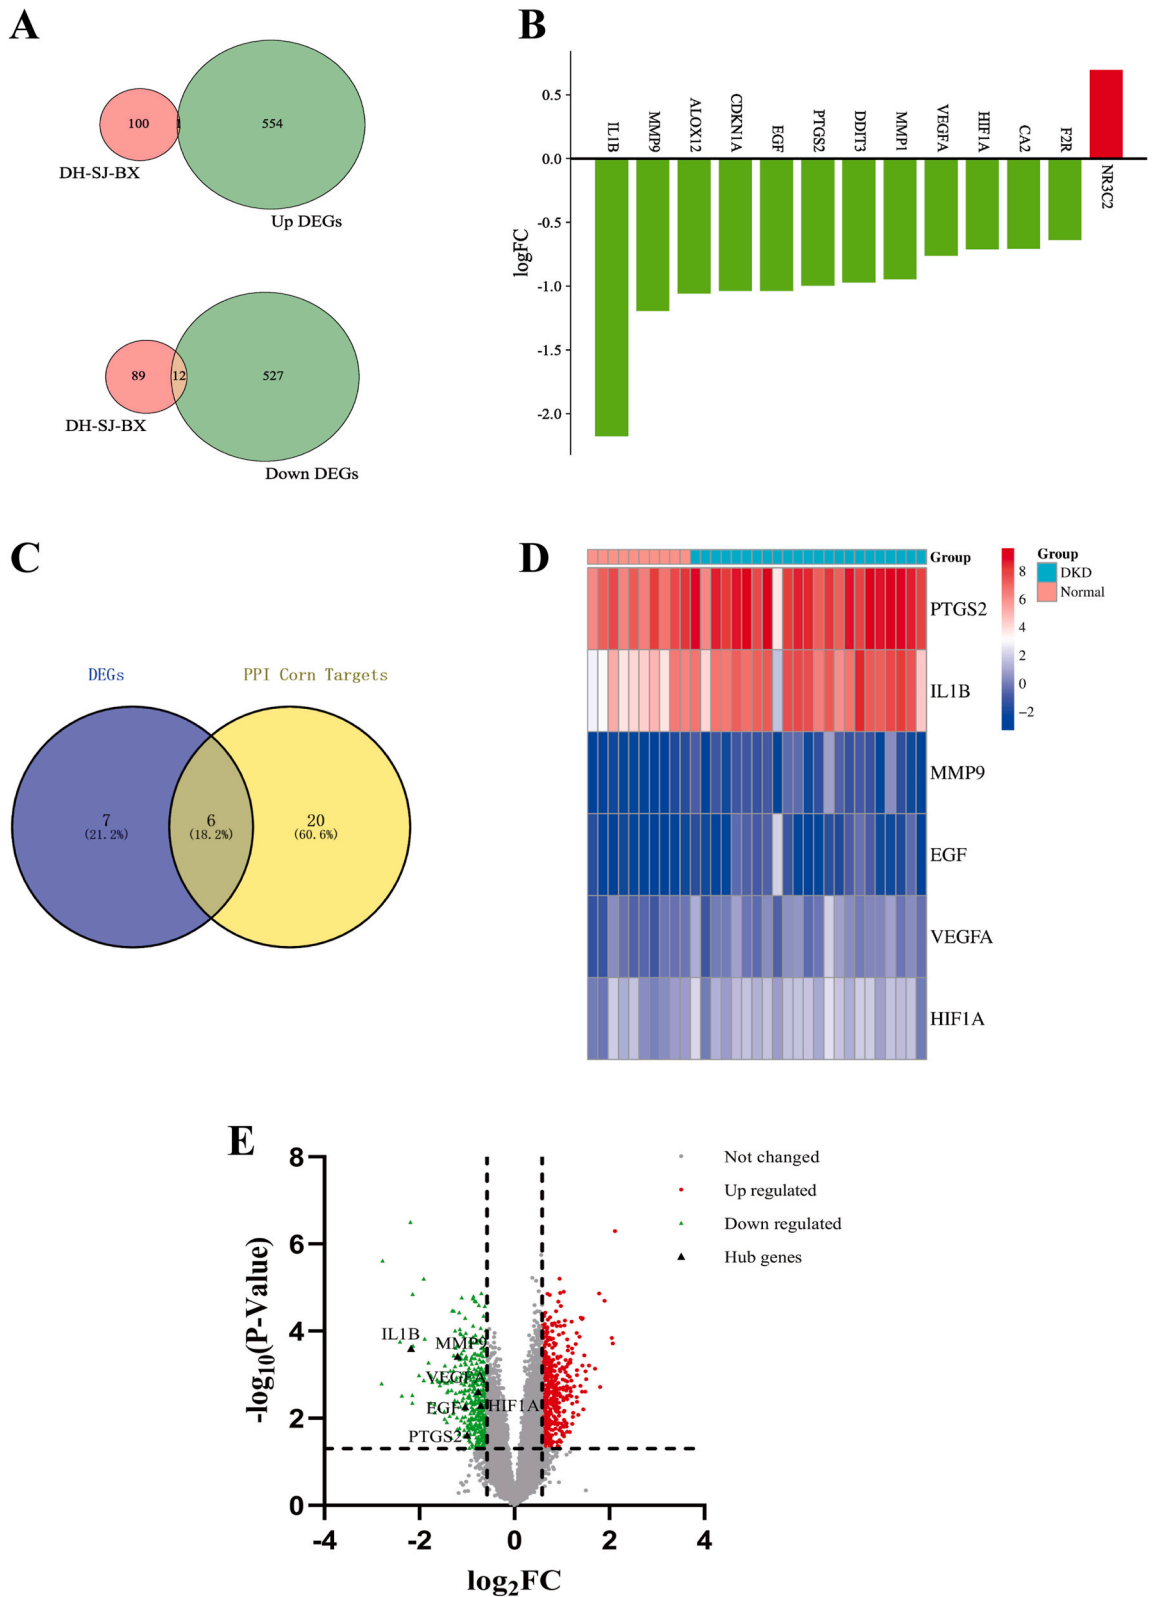 A
100
1
554
DH-SJ-BX
Up DEGs
89
12
527
DH-SJ-BX
Down DEGs
B
logFC
0.5
0.0
-0.5
-1.0
-1.5
-2.0
IL1B
MMP9
ALOX12
CDKN1A
EGF
PTGS2
DDIT3
MMP1
VEGFA
HIF1A
CA2
F2R
NR3C2
C
DEGs
PPI Corn Targets
7
(21.2%)
6
(18.2%)
20
(60.6%)
D
Group
PTGS2
IL1B
MMP9
EGF
VEGFA
HIF1A
8
6
4
2
0
−2
Group
DKD
Normal
E
-log10(P-Value)
8
6
4
2
0
IL1B
MMP9
VEGFA
EGF
HIF1A
PTGS2
-4
-2
0
2
4
log2FC
Not changed
Up regulated
Down regulated
Hub genes